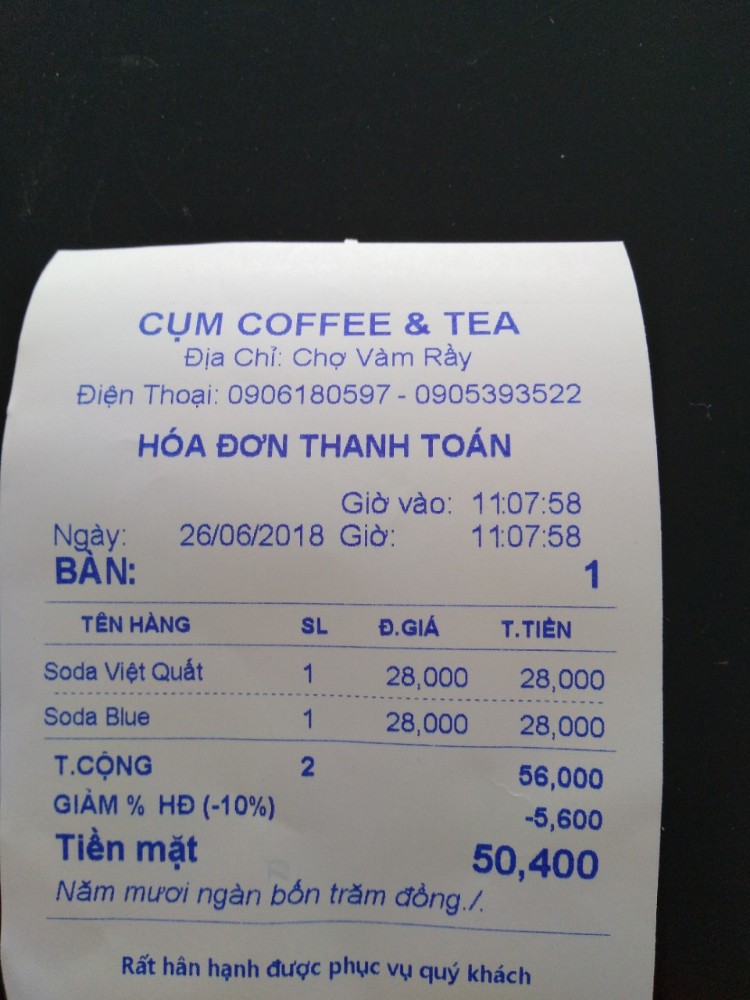 CỤM COFFEE & TEA
Địa Chỉ: Chợ Vàm Rầy
Điện Thoại: 0906180597 - 0905393522
HÓA ĐƠN THANH TOÁN
Giờ vào: 11:07:58
Ngày: 26/06/2018 Giờ: 11:07:58
BÀN: 1
TÊN HÀNG SL Đ.GIÁ T.TIỀN
Soda Việt Quất 1 28,000 28,000
Soda Blue 1 28,000 28,000
T.CỘNG 2 56,000
GIẢM % HĐ (-10%) -5,600
Tiền mặt 50,400
Năm mươi ngàn bốn trăm đồng./.
Rất hân hạnh được phục vụ quý khách